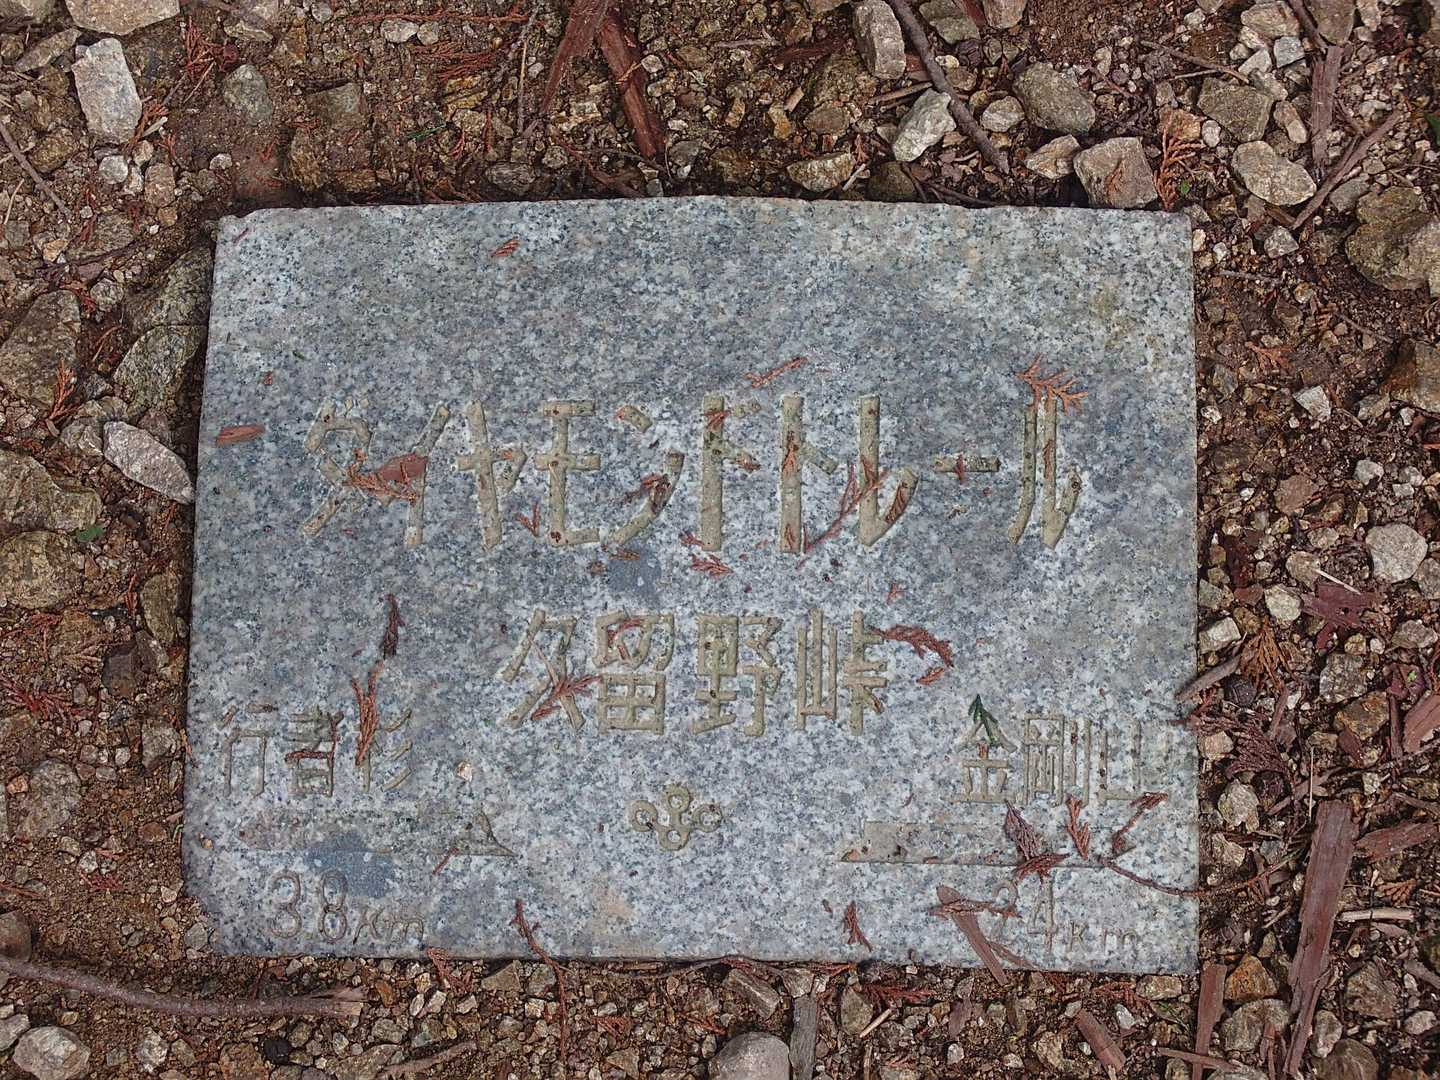 ダイヤモンドトレール
久留野峠
行者杉 金剛山
3.8km 2.4km